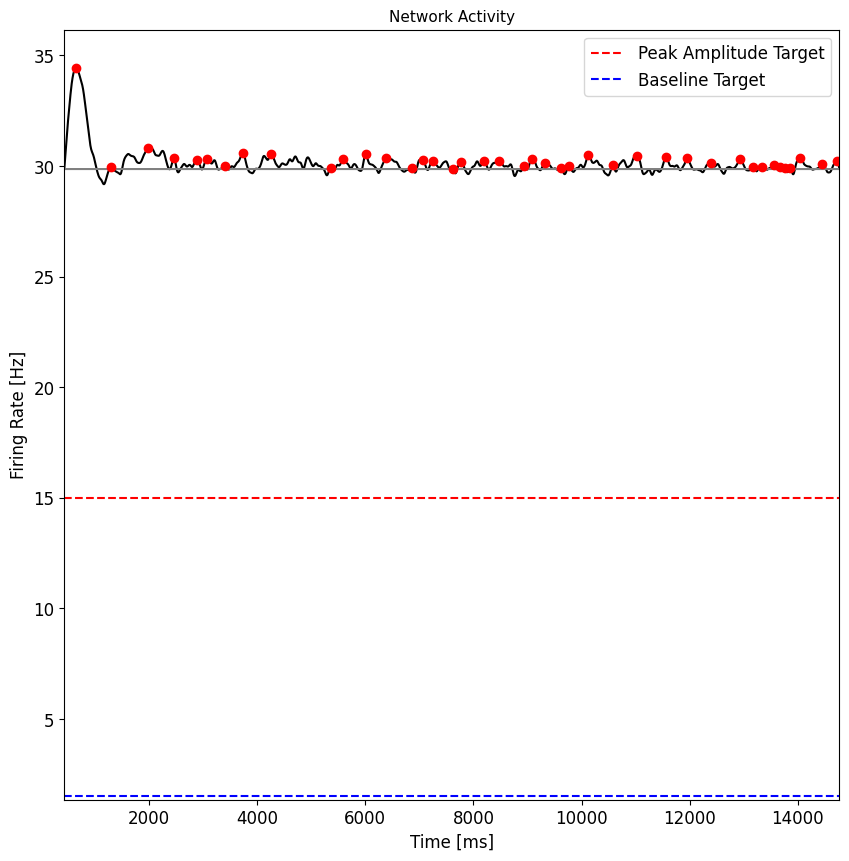 Network Activity
Peak Amplitude Target
Baseline Target
Firing Rate [Hz]
35
30
25
20
15
10
5
2000 4000 6000 8000 10000 12000 14000
Time [ms]